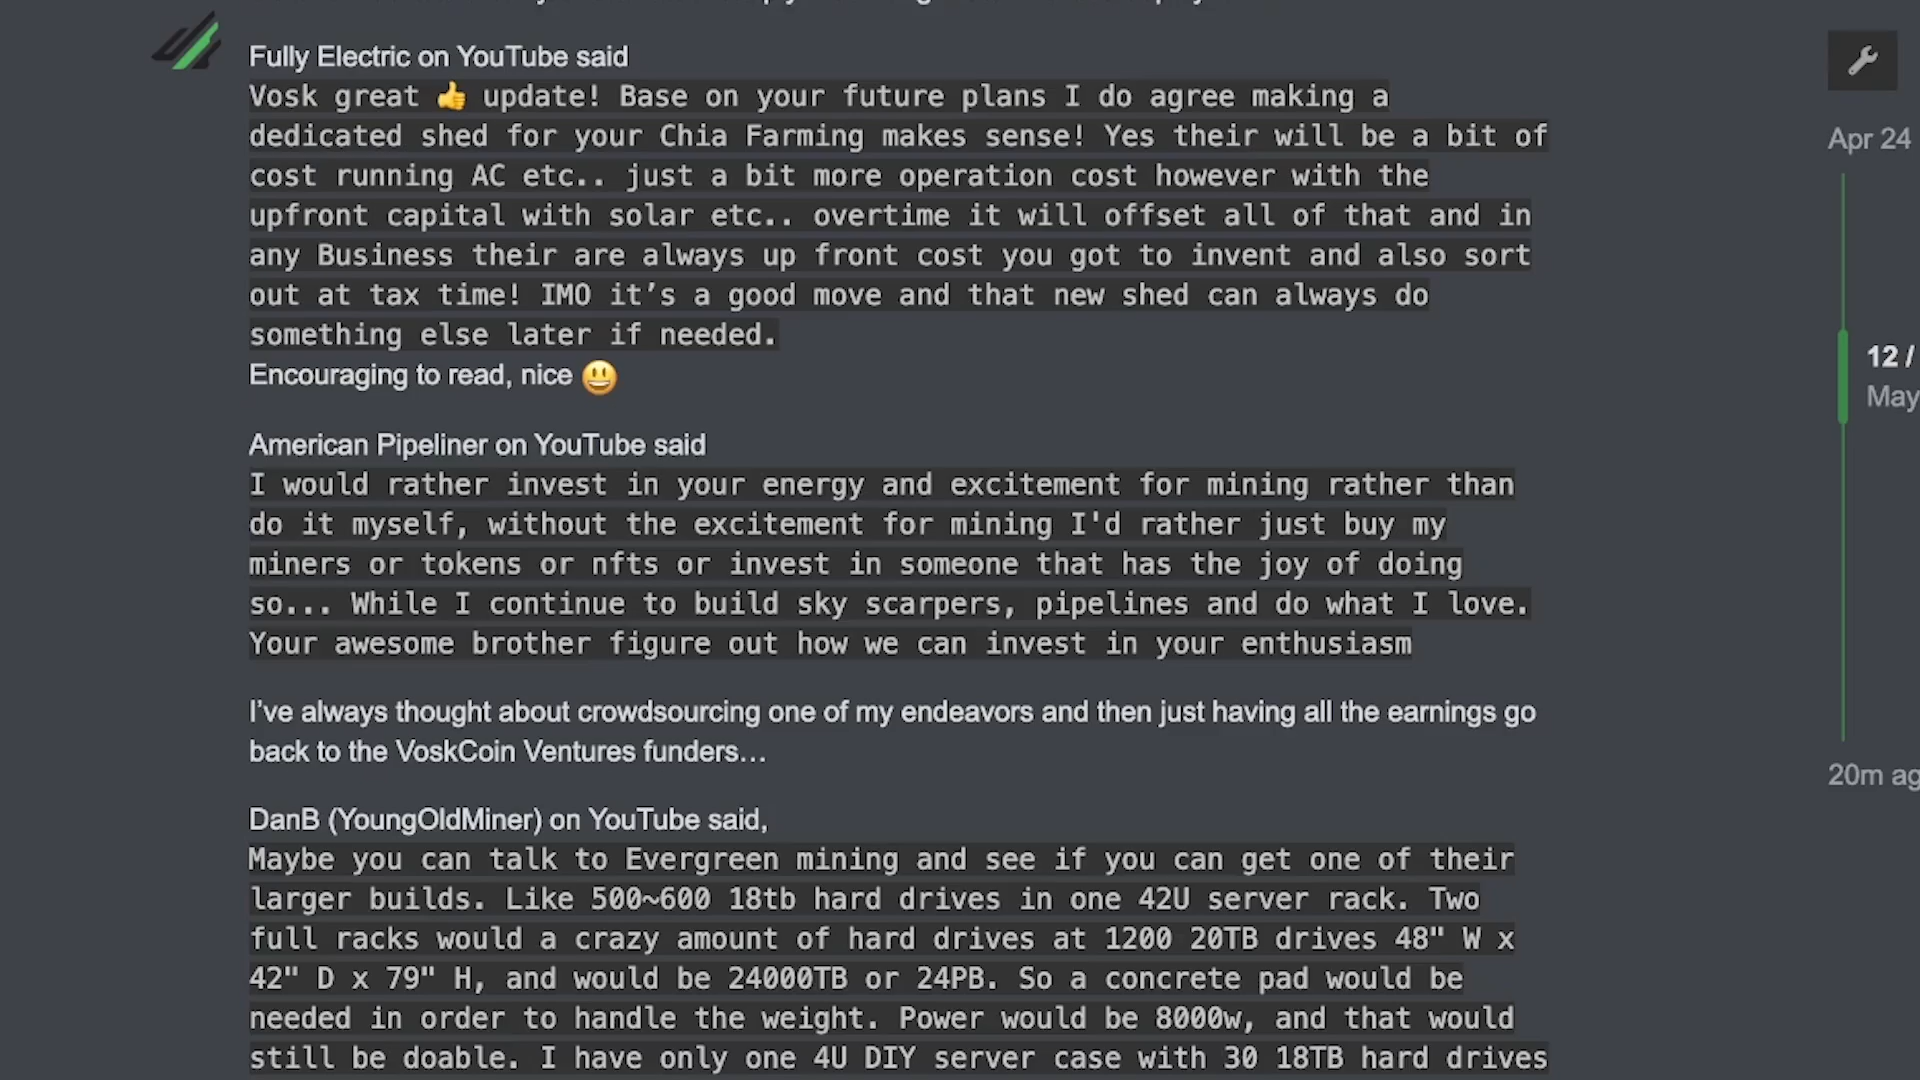 Fully Electric on YouTube said
Vosk great 👍 update! Base on your future plans I do agree making a
dedicated shed for your Chia Farming makes sense! Yes their will be a bit of
cost running AC etc.. just a bit more operation cost however with the
upfront capital with solar etc.. overtime it will offset all of that and in
any Business their are always up front cost you got to invent and also sort
out at tax time! IMO it’s a good move and that new shed can always do
something else later if needed.
Encouraging to read, nice 😃
American Pipeliner on YouTube said
I would rather invest in your energy and excitement for mining rather than
do it myself, without the excitement for mining I'd rather just buy my
miners or tokens or nfts or invest in someone that has the joy of doing
so... While I continue to build sky scarpers, pipelines and do what I love.
Your awesome brother figure out how we can invest in your enthusiasm
I’ve always thought about crowdsourcing one of my endeavors and then just having all the earnings go
back to the VoskCoin Ventures funders…
DanB (YoungOldMiner) on YouTube said,
Maybe you can talk to Evergreen mining and see if you can get one of their
larger builds. Like 500~600 18tb hard drives in one 42U server rack. Two
full racks would a crazy amount of hard drives at 1200 20TB drives 48" W x
42" D x 79" H, and would be 24000TB or 24PB. So a concrete pad would be
needed in order to handle the weight. Power would be 8000w, and that would
still be doable. I have only one 4U DIY server case with 30 18TB hard drives
Apr 24
12 /
May
20m ag